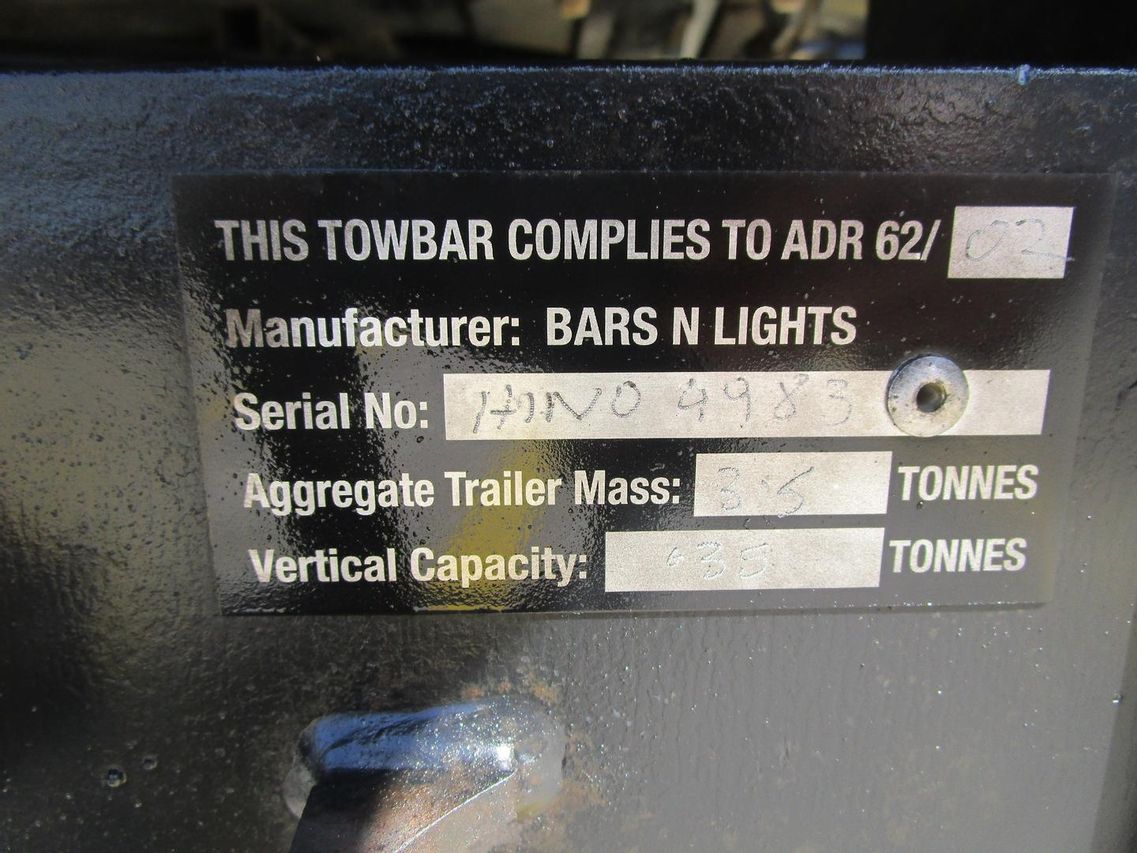 THIS TOWBAR COMPLIES TO ADR 62/ 02
Manufacturer: BARS N LIGHTS
Serial No: HINO 4983
Aggregate Trailer Mass: 3.5 TONNES
Vertical Capacity: .35 TONNES